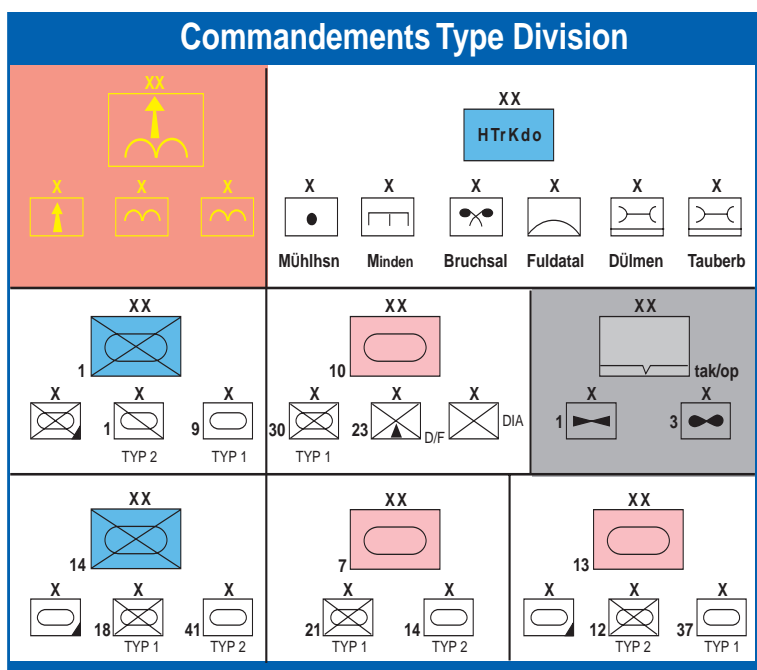 Commandements Type Division
XX
X X X
XX
HTrKdo
X X X X X X
Mühlhsn Minden Bruchsal Fuldatal Dülmen Tauberb
XX
1
X X X
1 9
TYP 2 TYP 1
XX
10
X X X
30 23 D/F DIA
TYP 1
XX
tak/op
X X
1 3
XX
14
X X X
18 41
TYP 1 TYP 2
XX
7
X X
21 14
TYP 1 TYP 2
XX
13
X X X
12 37
TYP 2 TYP 1